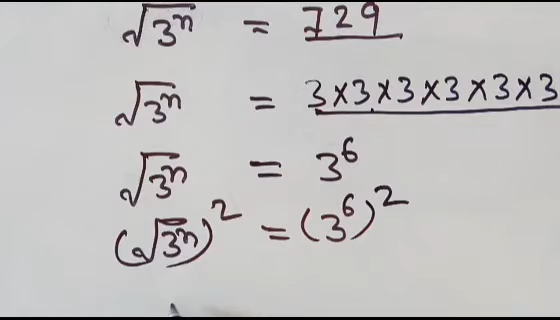 √3ⁿ = 729
√3ⁿ = 3×3×3×3×3×3
√3ⁿ = 3⁶
(√3ⁿ)² = (3⁶)²